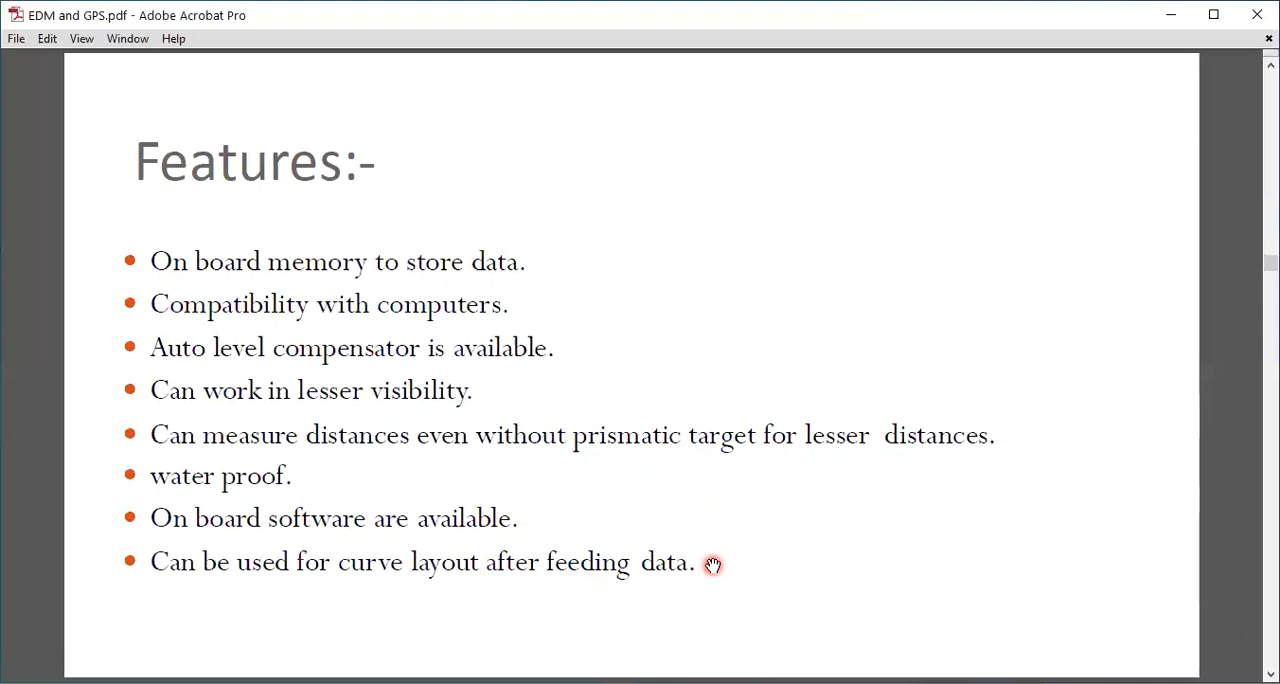 EDM and GPS.pdf - Adobe Acrobat Pro
File Edit View Window Help
Features:-
On board memory to store data.
Compatibility with computers.
Auto level compensator is available.
Can work in lesser visibility.
Can measure distances even without prismatic target for lesser distances.
water proof.
On board software are available.
Can be used for curve layout after feeding data.